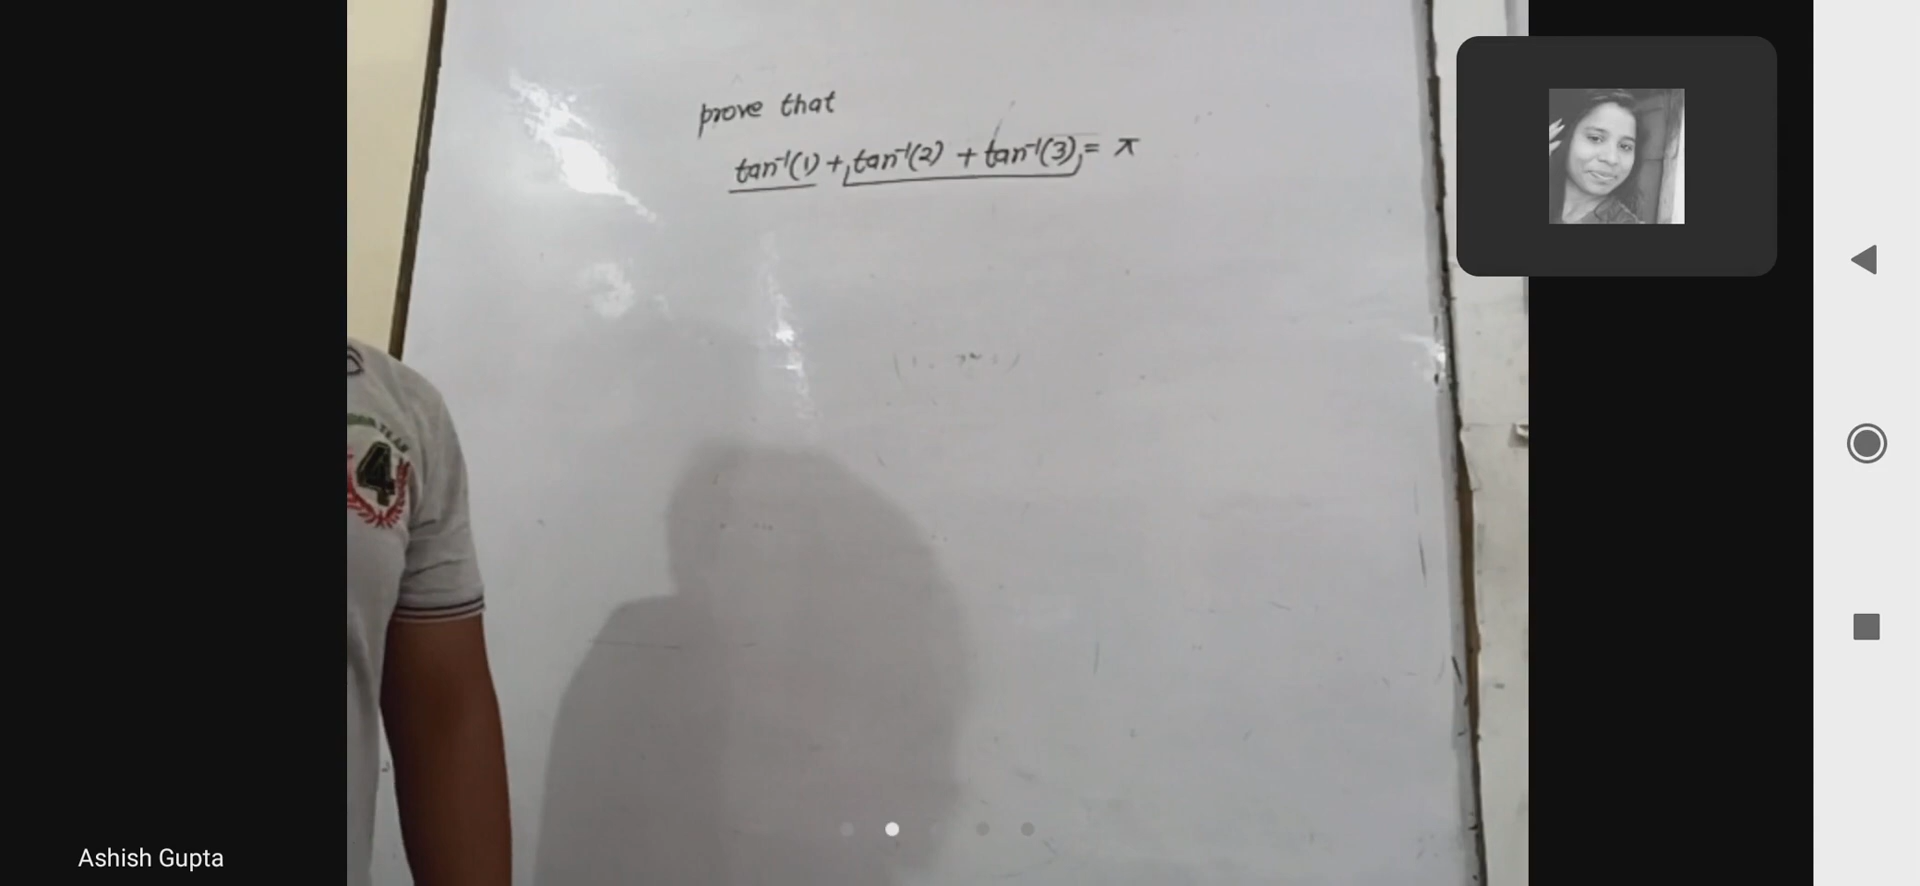 prove that
tan⁻¹(1) + tan⁻¹(2) + tan⁻¹(3) = π
4
Ashish Gupta